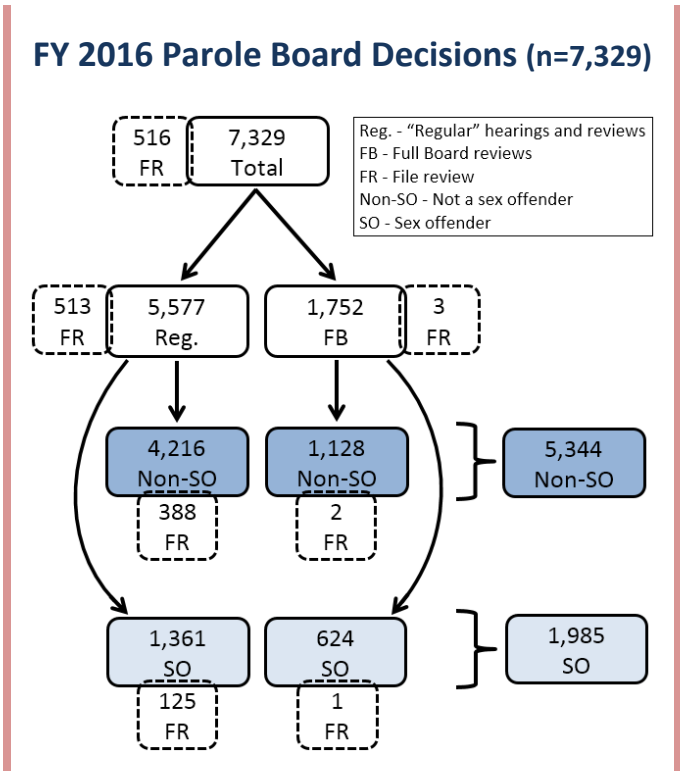 FY 2016 Parole Board Decisions (n=7,329)
516
FR
7,329
Total
Reg. - “Regular” hearings and reviews
FB - Full Board reviews
FR - File review
Non-SO - Not a sex offender
SO - Sex offender
513
FR
5,577
Reg.
1,752
FB
3
FR
4,216
Non-SO
388
FR
1,128
Non-SO
2
FR
5,344
Non-SO
1,361
SO
125
FR
624
SO
1
FR
1,985
SO